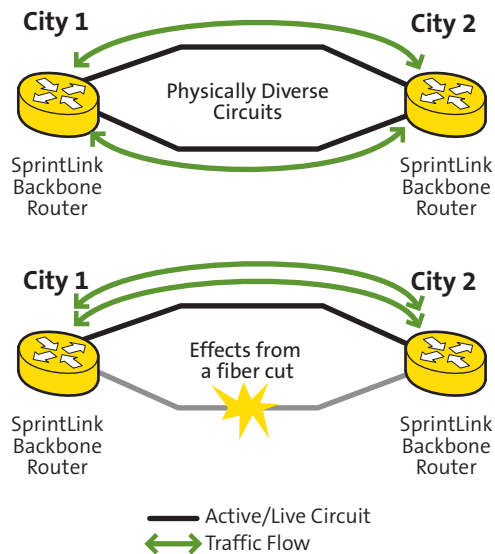 City 1
City 2
Physically Diverse
Circuits
SprintLink
Backbone
Router
SprintLink
Backbone
Router
City 1
City 2
Effects from
a fiber cut
SprintLink
Backbone
Router
SprintLink
Backbone
Router
Active/Live Circuit
Traffic Flow